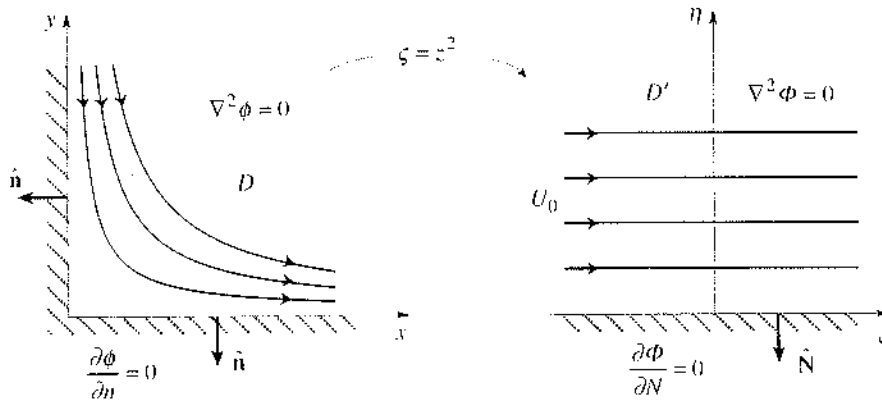 y
η
ς = z²
∇²ϕ = 0
D′
∇²Φ = 0
n̂
D
U₀
x
∂ϕ/∂n = 0
n̂
∂Φ/∂N = 0
N̂